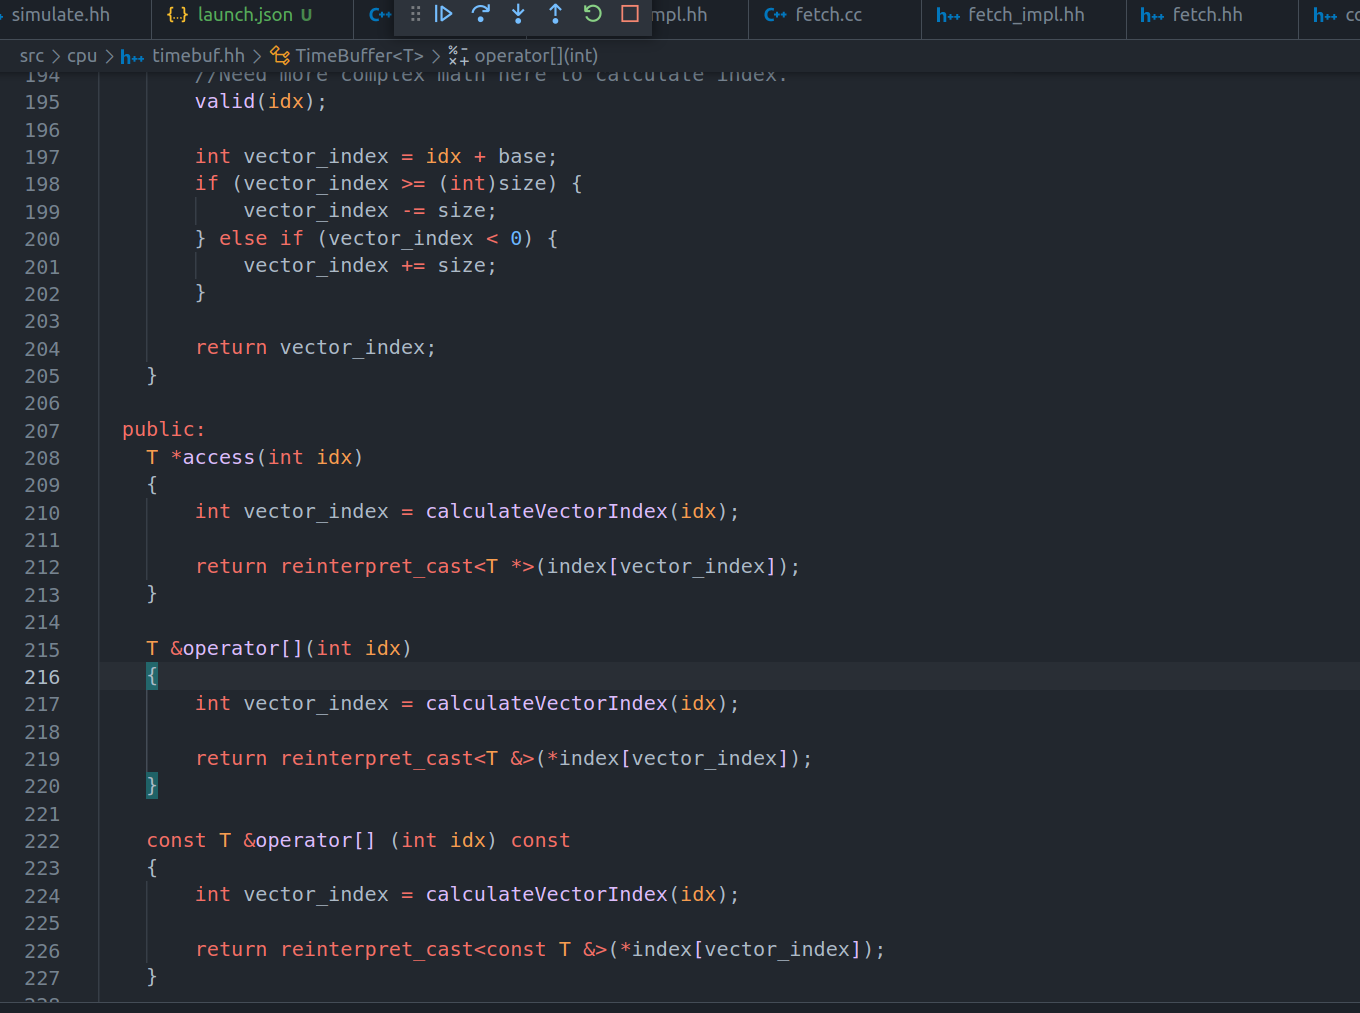 simulate.hh {..} launch.json U C++ mpl.hh C++ fetch.cc h++ fetch_impl.hh h++ fetch.hh h++
src > cpu > h++ timebuf.hh > TimeBuffer<T> > operator[](int)
194 //Need more complex math here to calculate index.
195 valid(idx);
196
197 int vector_index = idx + base;
198 if (vector_index >= (int)size) {
199 vector_index -= size;
200 } else if (vector_index < 0) {
201 vector_index += size;
202 }
203
204 return vector_index;
205 }
206
207 public:
208 T *access(int idx)
209 {
210 int vector_index = calculateVectorIndex(idx);
211
212 return reinterpret_cast<T *>(index[vector_index]);
213 }
214
215 T &operator[](int idx)
216 {
217 int vector_index = calculateVectorIndex(idx);
218
219 return reinterpret_cast<T &>(*index[vector_index]);
220 }
221
222 const T &operator[] (int idx) const
223 {
224 int vector_index = calculateVectorIndex(idx);
225
226 return reinterpret_cast<const T &>(*index[vector_index]);
227 }
228